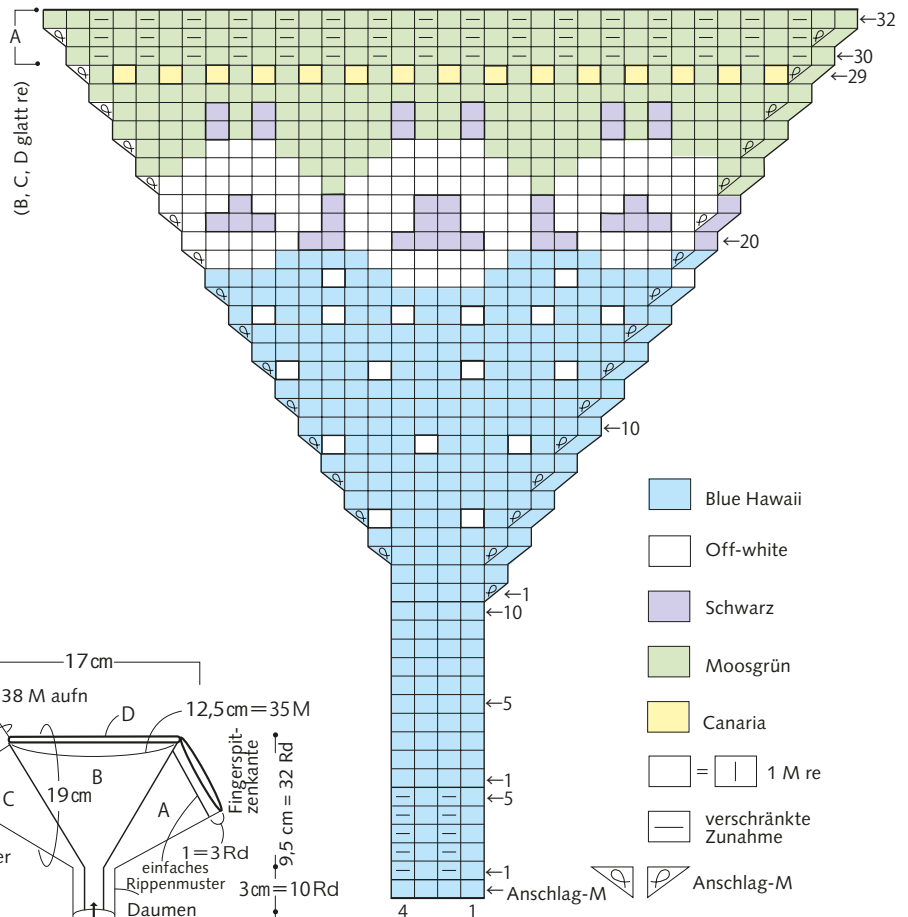 A
←32
←30
←29
(B, C, D glatt re)
←20
←10
←1
←10
←5
←1
←5
←1
←Anschlag-M
4 1
Blue Hawaii
Off-white
Schwarz
Moosgrün
Canaria
= 1 M re
verschränkte
Zunahme
Anschlag-M
17 cm
38 M aufn
D
12,5 cm = 35 M
B
C
19 cm
A
Fingerspit-
zenkante
9,5 cm = 32 Rd
1 = 3 Rd
einfaches
Rippenmuster
3 cm = 10 Rd
Daumen
er